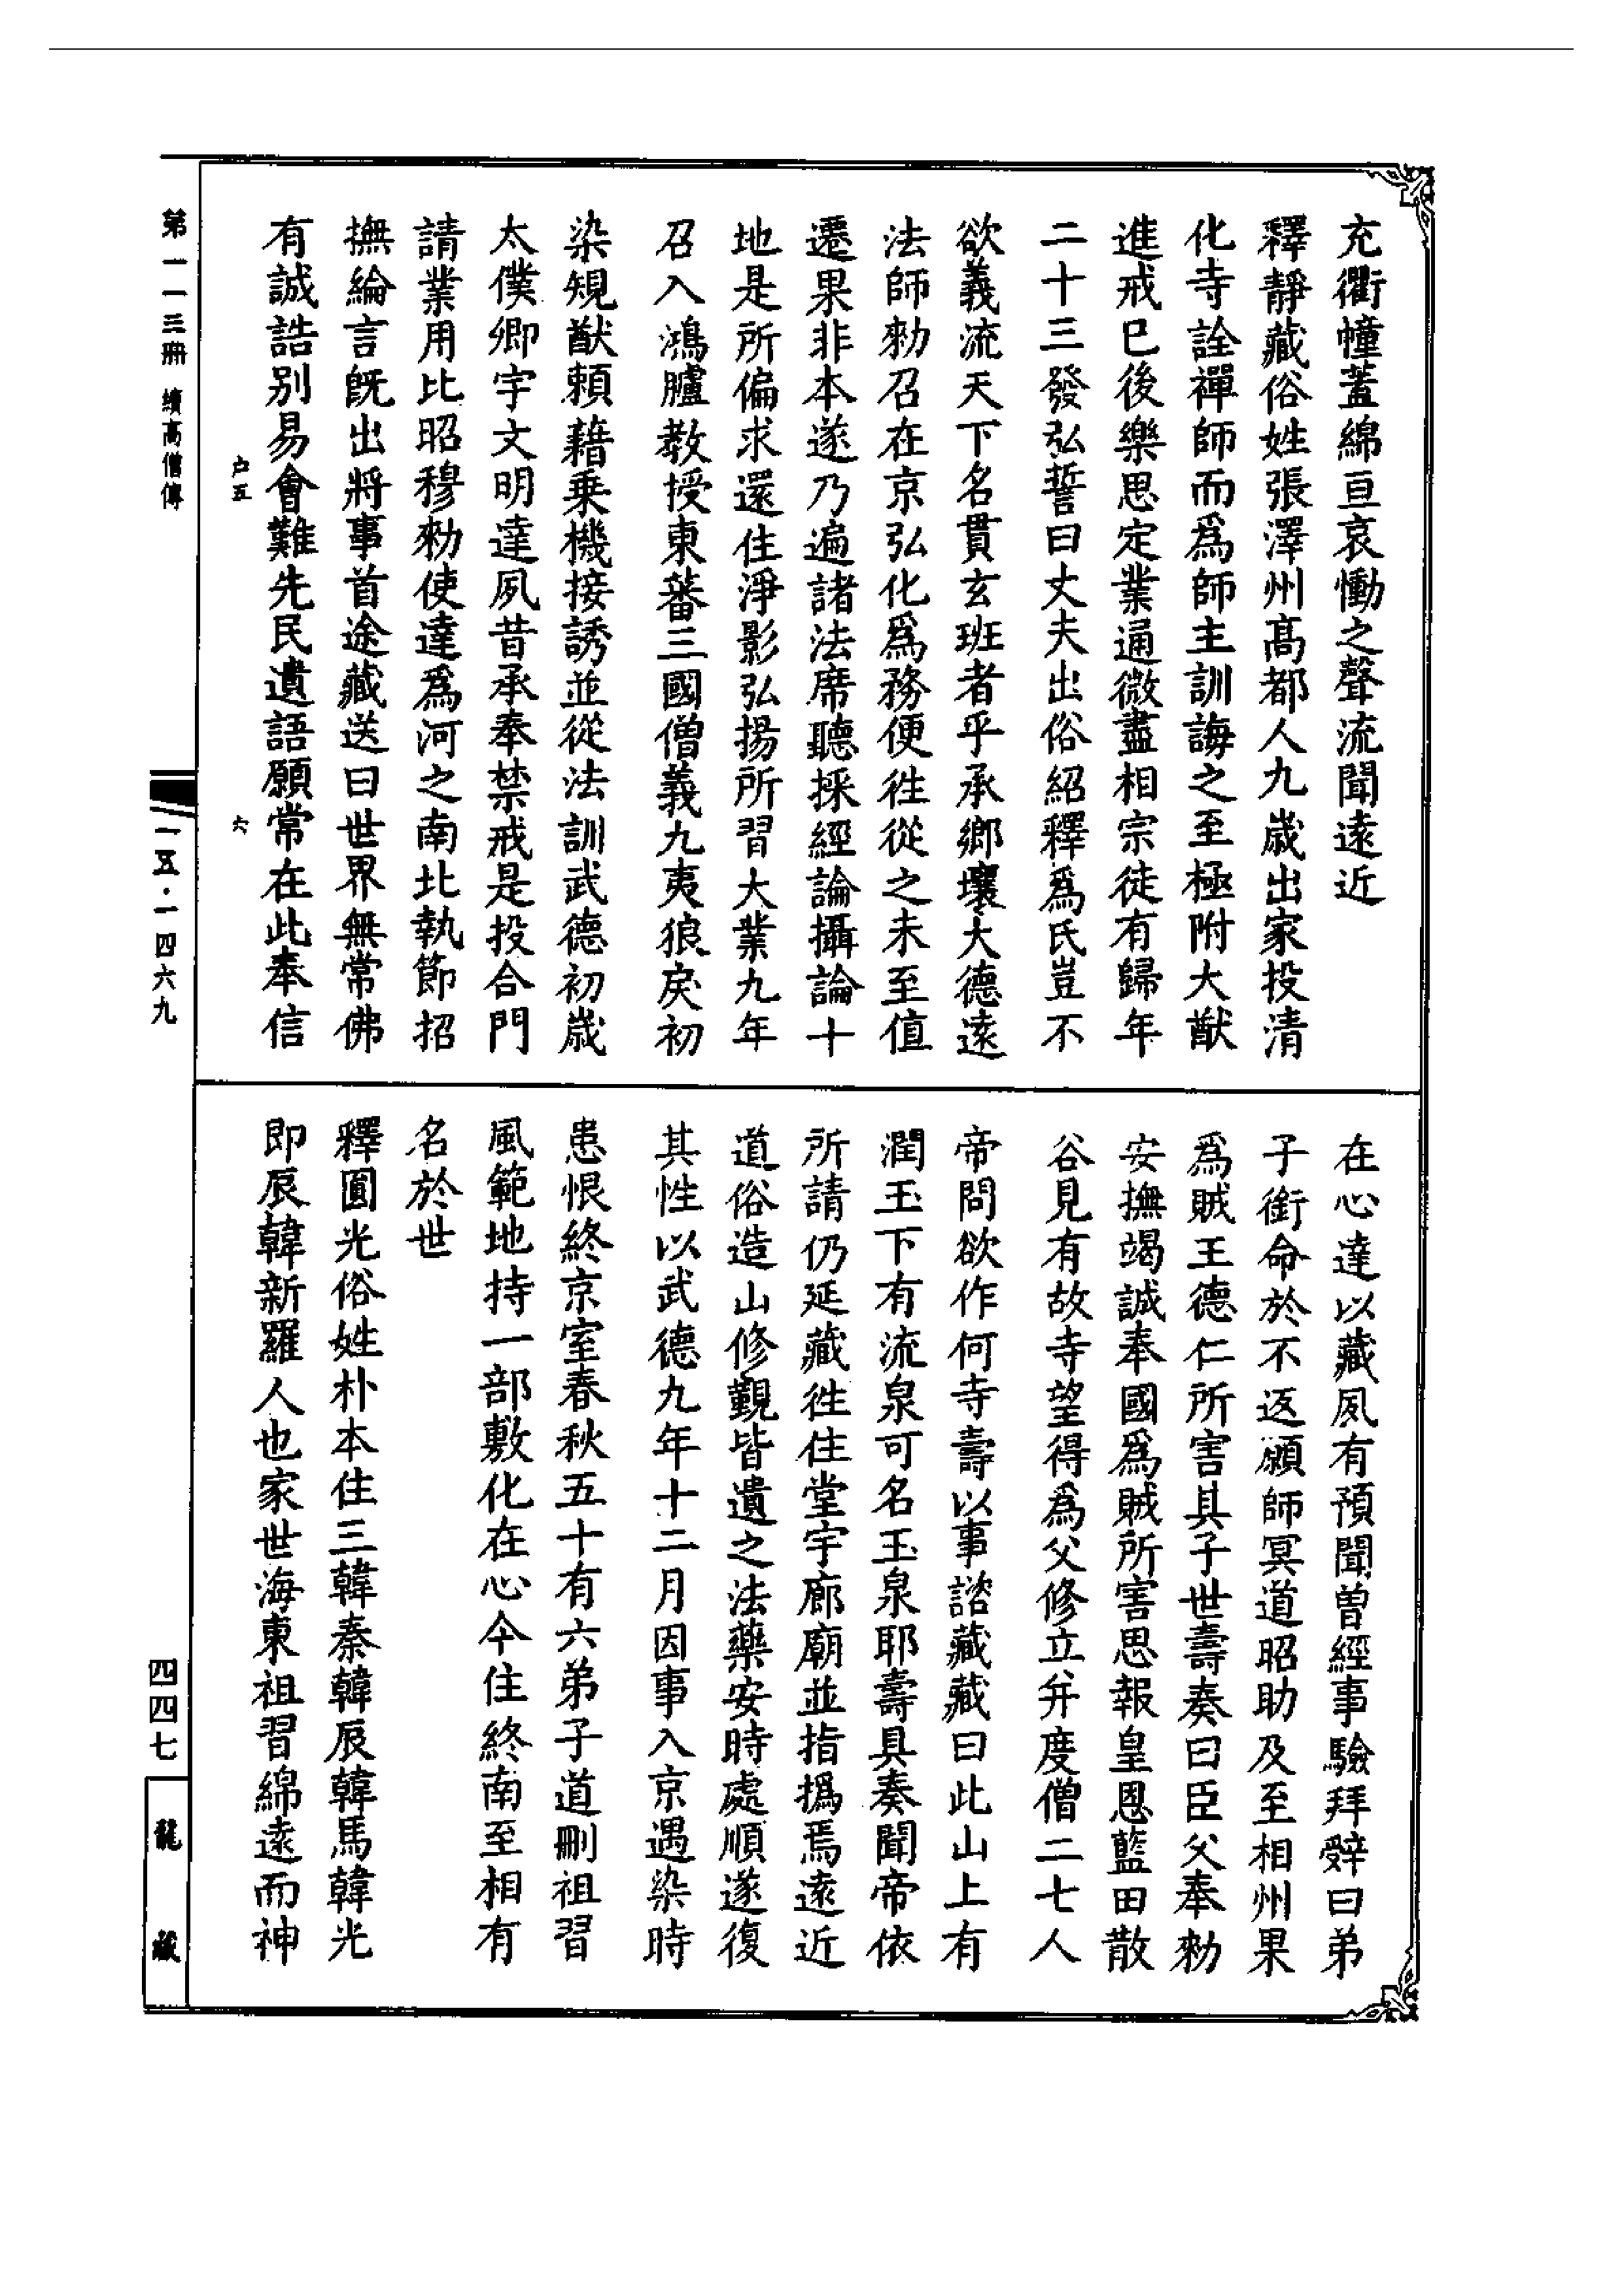 充衢幢蓋綿亘哀慟之聲流聞遠近
釋靜藏俗姓張澤州高都人九歲出家投清
化寺詮禪師而爲師主訓誨之至極附大猷
進戒已後樂思定業通微盡相宗徒有歸年
二十三發弘誓曰丈夫出俗紹釋爲氏豈不
欲義流天下名貫玄班者乎承鄉壤大德遠
法師勑召在京弘化爲務便徃從之未至值
遷果非本遂乃遍諸法席聽採經論攝論十
地是所偏求還住淨影弘揚所習大業九年
召入鴻臚教授東蕃三國僧義九夷狼戾初
染規猷賴藉乗機接誘並從法訓武德初歲
太僕卿宇文明達夙昔承奉禁戒是投合門
請業用比昭穆勑使達爲河之南北執節招
撫綸言旣出將事首途藏送曰世界無常佛
有誠誥别易會難先民遺語願常在此奉信
在心達以藏夙有預聞曾經事驗拜辭曰弟
子銜命於不返願師冥道昭助及至相州果
爲賊王德仁所害其子世壽奏曰臣父奉勑
安撫竭誠奉國爲賊所害思報皇恩藍田散
谷見有故寺望得爲父修立并度僧二七人
帝問欲作何寺壽以事諮藏藏曰此山上有
潤玉下有流泉可名玉泉耶壽具奏聞帝依
所請仍延藏徃住堂宇廊廟並指撝焉遠近
道俗造山修覲皆遺之法藥安時處順遂復
其性以武德九年十二月因事入京遇染時
患恨終京室春秋五十有六弟子道刪祖習
風範地持一部敷化在心今住終南至相有
名於世
釋圓光俗姓朴本住三韓秦韓辰韓馬韓光
即辰韓新羅人也家世海東祖習綿遠而神
户五
六
第一一三冊 續高僧傳
一五·一四六九
四四七
龍藏